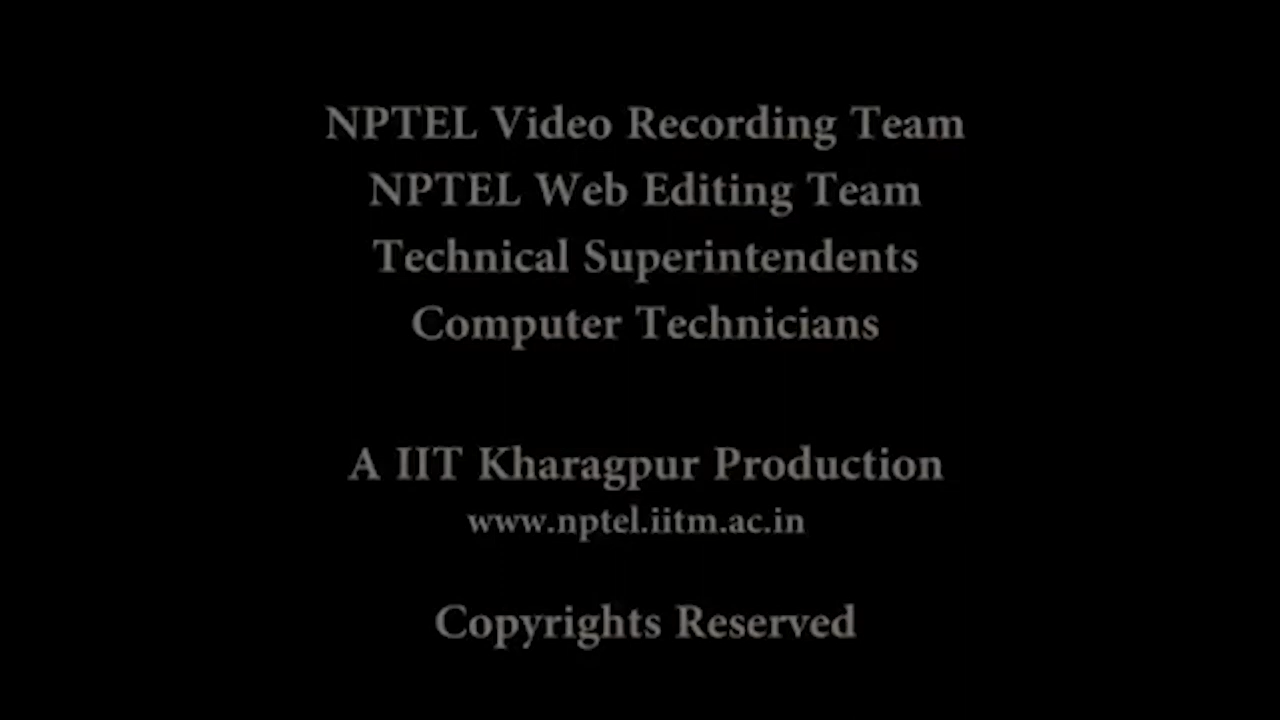 NPTEL Video Recording Team
NPTEL Web Editing Team
Technical Superintendents
Computer Technicians
A IIT Kharagpur Production
www.nptel.iitm.ac.in
Copyrights Reserved